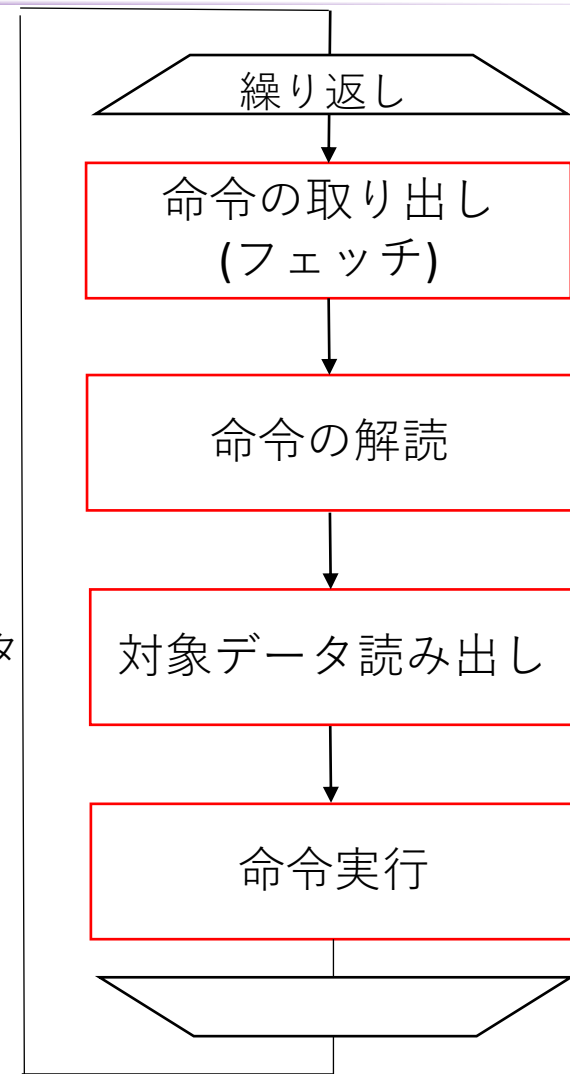 繰り返し
命令の取り出し
(フェッチ)
命令の解読
タ
対象データ読み出し
命令実行